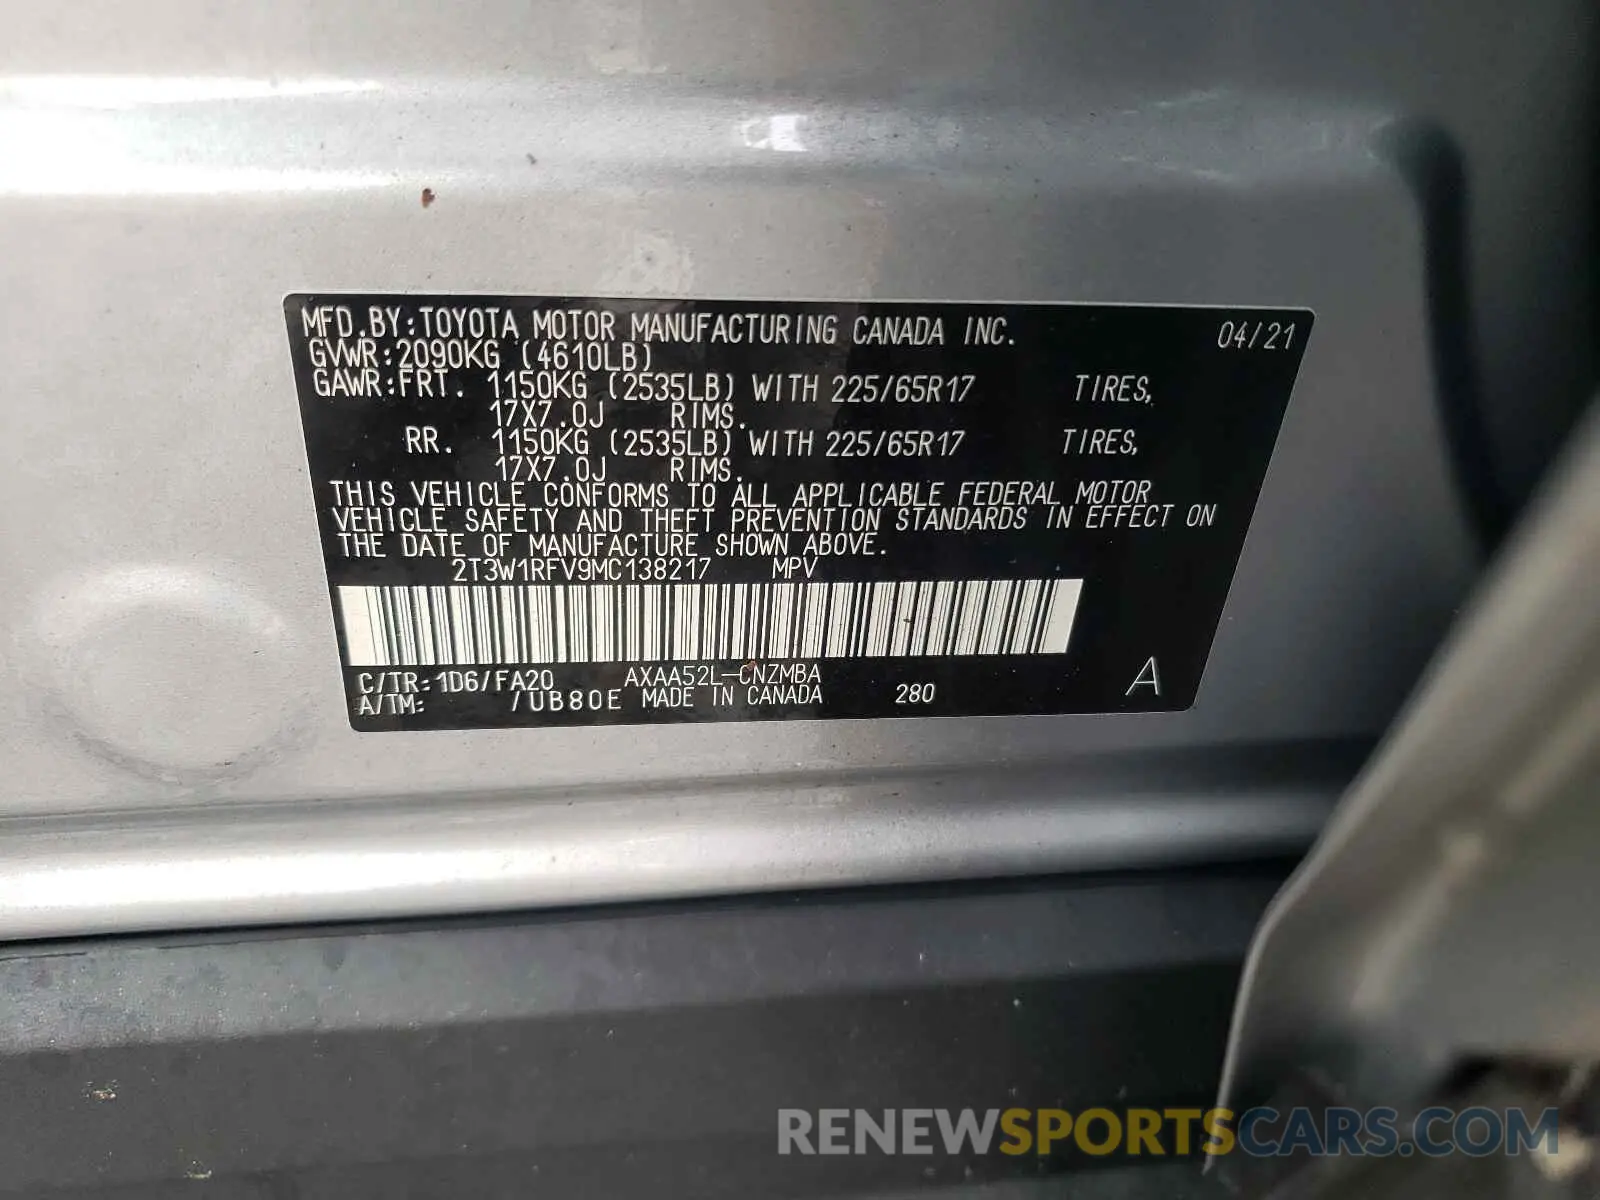 MFD.BY:TOYOTA MOTOR MANUFACTURING CANADA INC. 04/21
GVWR:2090KG (4610LB)
GAWR:FRT. 1150KG (2535LB) WITH 225/65R17 TIRES,
17X7.0J RIMS.
RR. 1150KG (2535LB) WITH 225/65R17 TIRES,
17X7.0J RIMS.
THIS VEHICLE CONFORMS TO ALL APPLICABLE FEDERAL MOTOR
VEHICLE SAFETY AND THEFT PREVENTION STANDARDS IN EFFECT ON
THE DATE OF MANUFACTURE SHOWN ABOVE.
2T3W1RFV9MC138217 MPV
C/TR:1D6/FA20 AXAA52L-CNZMBA
A/TM: /UB80E MADE IN CANADA 280 A
RENEWSPORTSCARS.COM